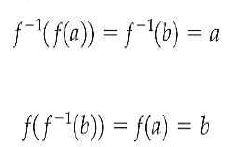 f⁻¹(f(a)) = f⁻¹(b) = a
f(f⁻¹(b)) = f(a) = b